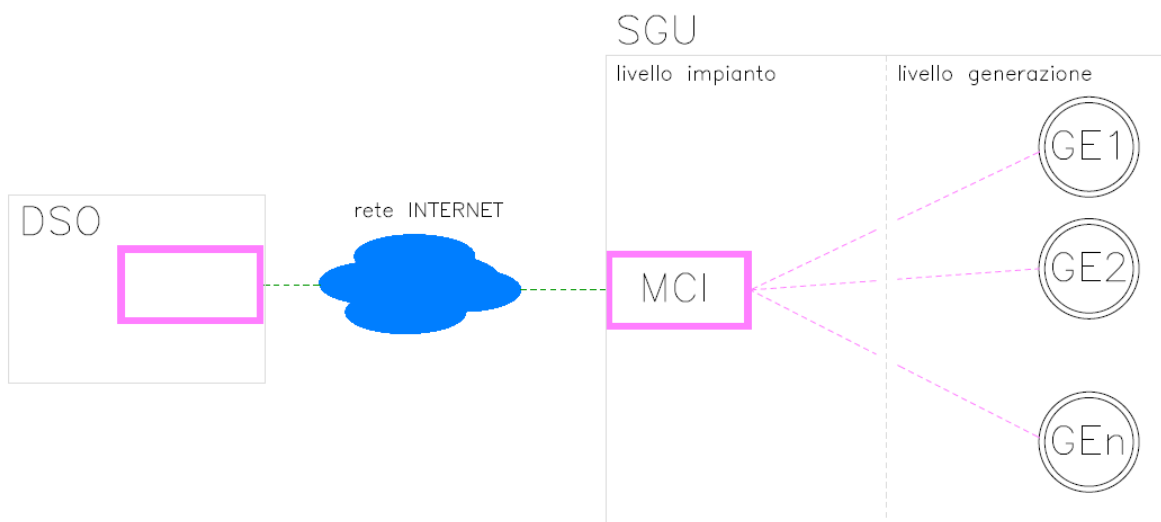 SGU
livello impianto
livello generazione
GE1
DSO
rete INTERNET
MCI
GE2
GEn